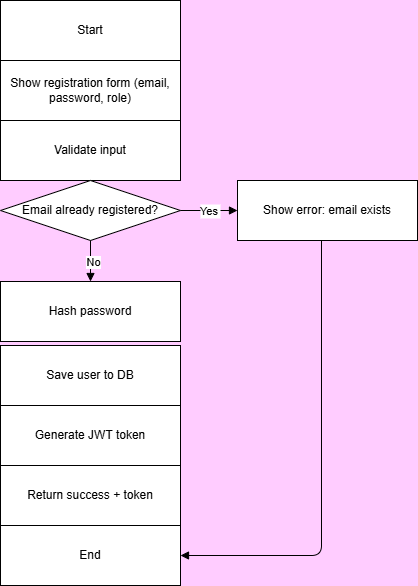 Start
Show registration form (email,
password, role)
Validate input
Email already registered?
Yes
Show error: email exists
No
Hash password
Save user to DB
Generate JWT token
Return success + token
End